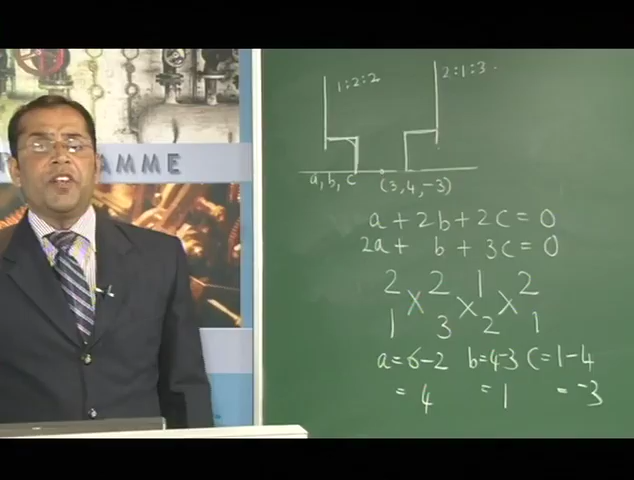 RAMME
1:2:2
2:1:3
a, b, c
(3, 4, -3)
a + 2b + 2c = 0
2a + b + 3c = 0
2 × 2 × 1 × 2
1 3 2 1
a = 6-2 b = 4-3 c = 1-4
= 4 = 1 = -3